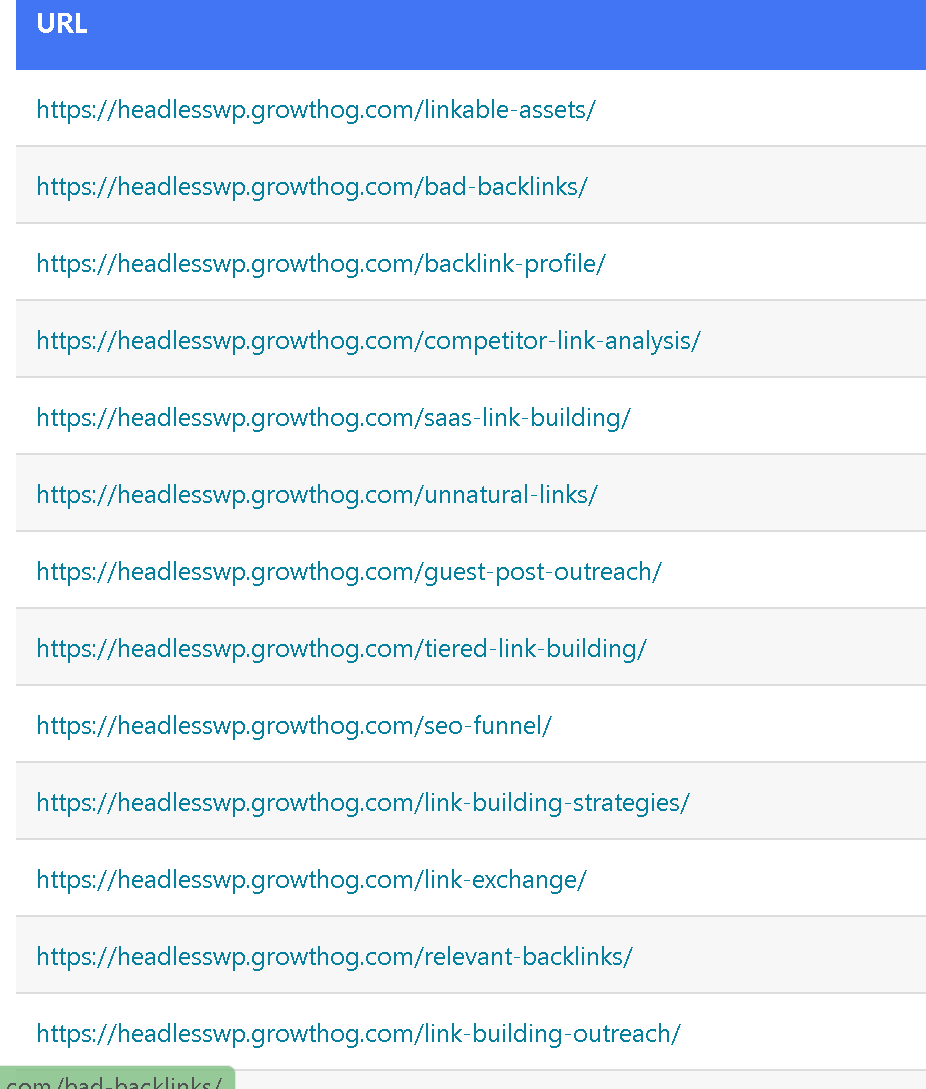 URL
https://headlesswp.growthog.com/linkable-assets/
https://headlesswp.growthog.com/bad-backlinks/
https://headlesswp.growthog.com/backlink-profile/
https://headlesswp.growthog.com/competitor-link-analysis/
https://headlesswp.growthog.com/saas-link-building/
https://headlesswp.growthog.com/unnatural-links/
https://headlesswp.growthog.com/guest-post-outreach/
https://headlesswp.growthog.com/tiered-link-building/
https://headlesswp.growthog.com/seo-funnel/
https://headlesswp.growthog.com/link-building-strategies/
https://headlesswp.growthog.com/link-exchange/
https://headlesswp.growthog.com/relevant-backlinks/
https://headlesswp.growthog.com/link-building-outreach/
.com/bad-backlinks/